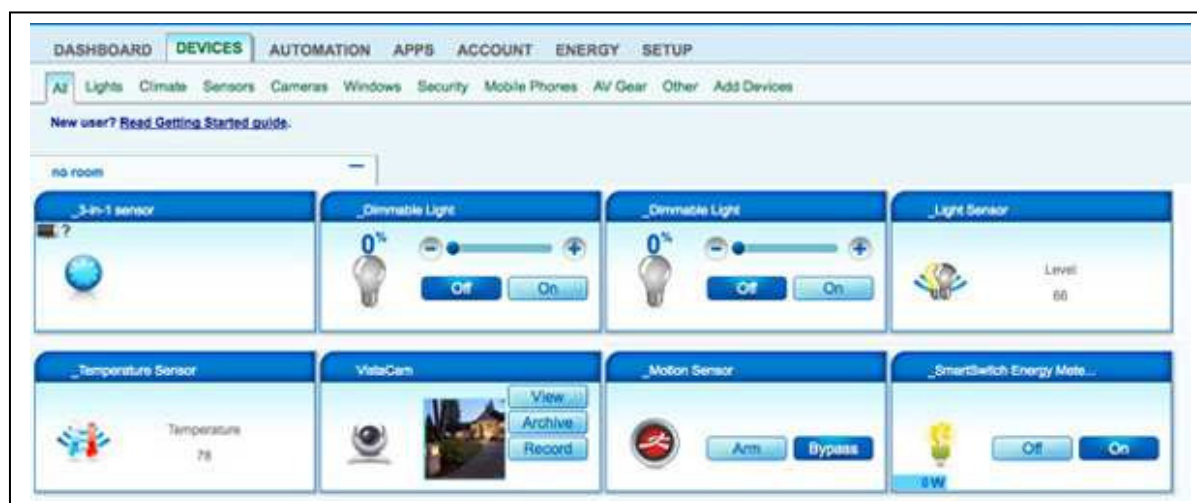 DASHBOARD DEVICES AUTOMATION APPS ACCOUNT ENERGY SETUP
All Lights Climate Sensors Cameras Windows Security Mobile Phones AV Gear Other Add Devices
New user? Read Getting Started guide.
no room
_3-in-1 sensor
?
_Dimmable Light
0%
Off On
_Dimmable Light
0%
Off On
_Light Sensor
Level
66
_Temperature Sensor
Temperature
78
VistaCam
View
Archive
Record
_Motion Sensor
Arm Bypass
_SmartSwitch Energy Mete...
Off On
0 W